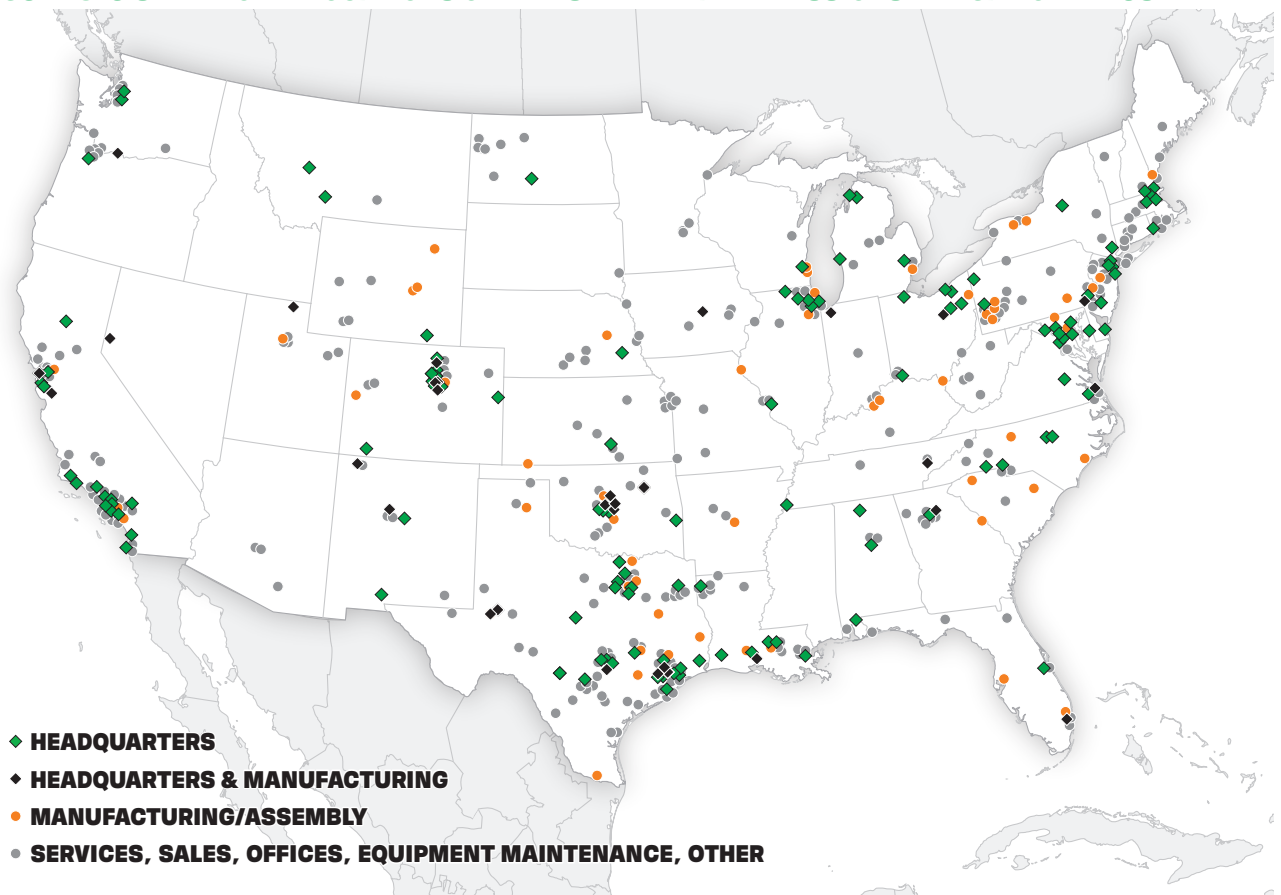 HEADQUARTERS
HEADQUARTERS & MANUFACTURING
MANUFACTURING/ASSEMBLY
SERVICES, SALES, OFFICES, EQUIPMENT MAINTENANCE, OTHER